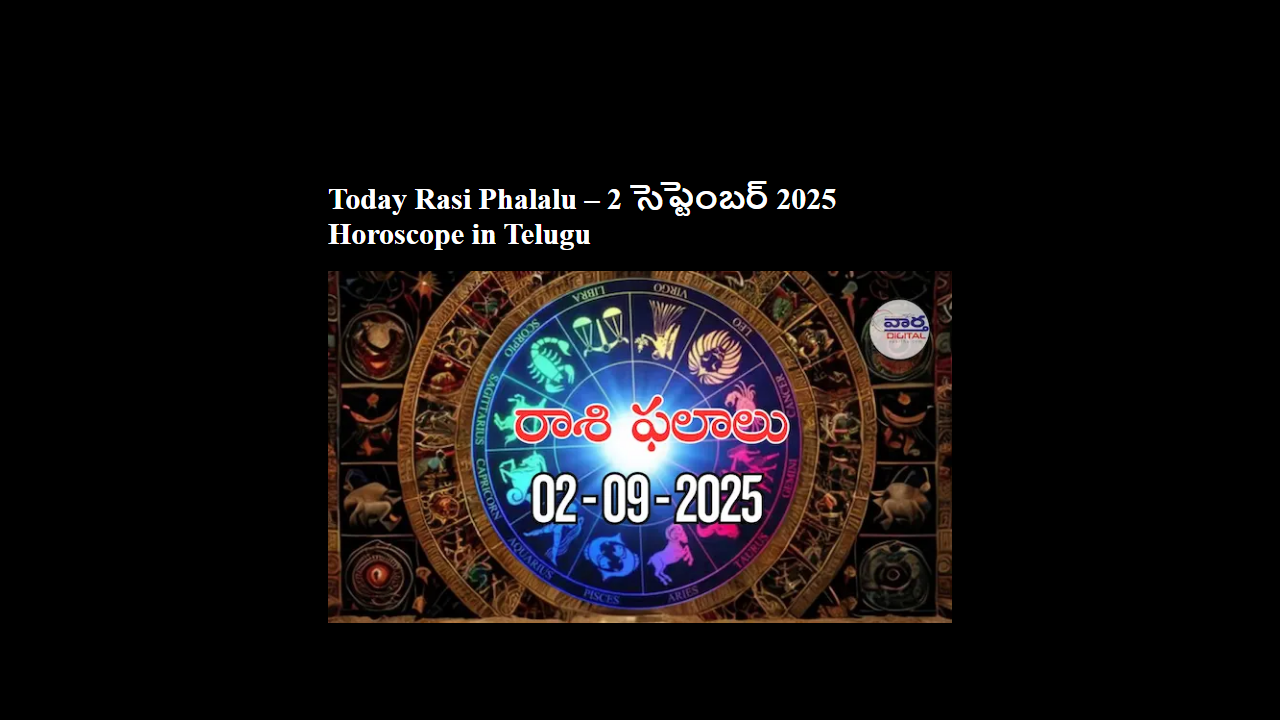 Today Rasi Phalalu – 2 సెప్టెంబర్ 2025
Horoscope in Telugu
LIBRA
VIRGO
SCORPIO
LEO
వార్త
DIGITAL
SAGITTARIUS
CANCER
రాశి ఫలాలు
CAPRICORN
GEMINI
02-09-2025
AQUARIUS
TAURUS
PISCES
ARIES